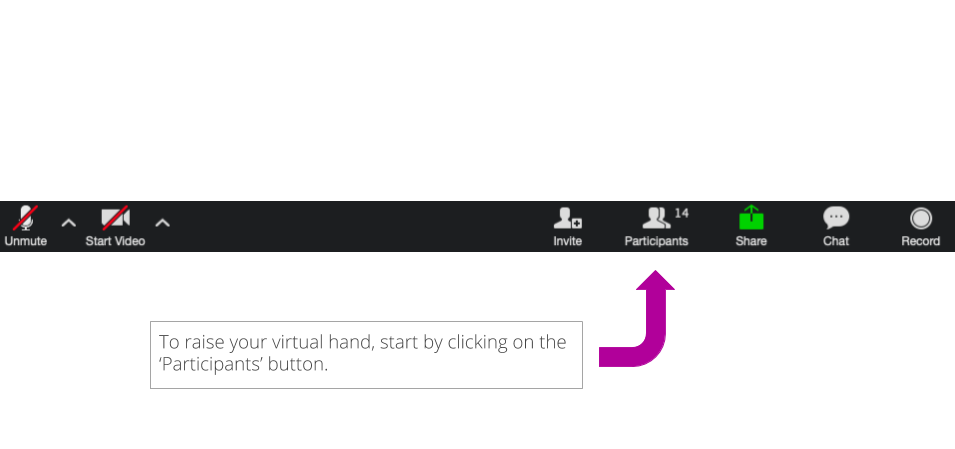 14
Unmute
Start Video
Invite
Participants
Share
Chat
Record
To raise your virtual hand, start by clicking on the
‘Participants’ button.